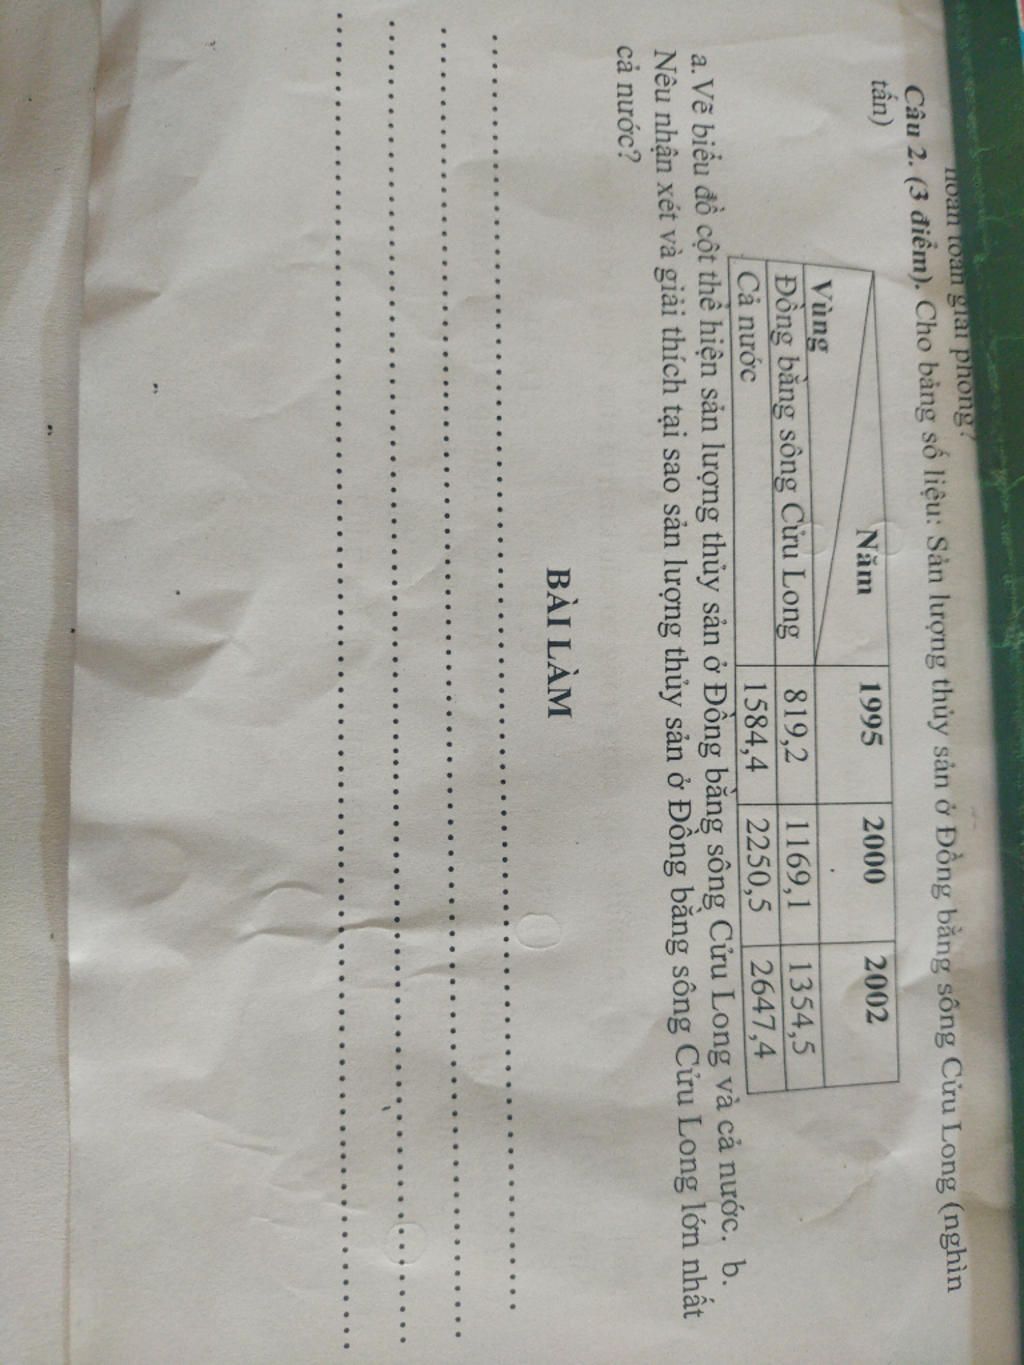 hoàn toàn giải phóng?
Câu 2. (3 điểm). Cho bảng số liệu: Sản lượng thủy sản ở Đồng bằng sông Cửu Long (nghìn
tấn)
Năm 1995 2000 2002
Vùng
Đồng bằng sông Cửu Long 819,2 1169,1 1354,5
Cả nước 1584,4 2250,5 2647,4
a. Vẽ biểu đồ cột thể hiện sản lượng thủy sản ở Đồng bằng sông Cửu Long và cả nước. b.
Nêu nhận xét và giải thích tại sao sản lượng thủy sản ở Đồng bằng sông Cửu Long lớn nhất
cả nước?
BÀI LÀM